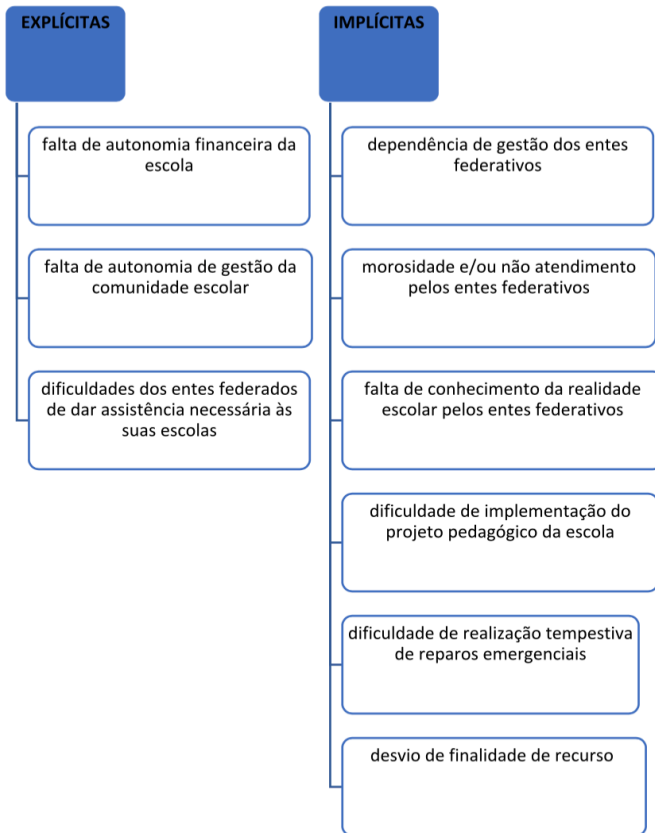 EXPLÍCITAS
falta de autonomia financeira da
escola
falta de autonomia de gestão da
comunidade escolar
dificuldades dos entes federados
de dar assistência necessária às
suas escolas
IMPLÍCITAS
dependência de gestão dos entes
federativos
morosidade e/ou não atendimento
pelos entes federativos
falta de conhecimento da realidade
escolar pelos entes federativos
dificuldade de implementação do
projeto pedagógico da escola
dificuldade de realização tempestiva
de reparos emergenciais
desvio de finalidade de recurso